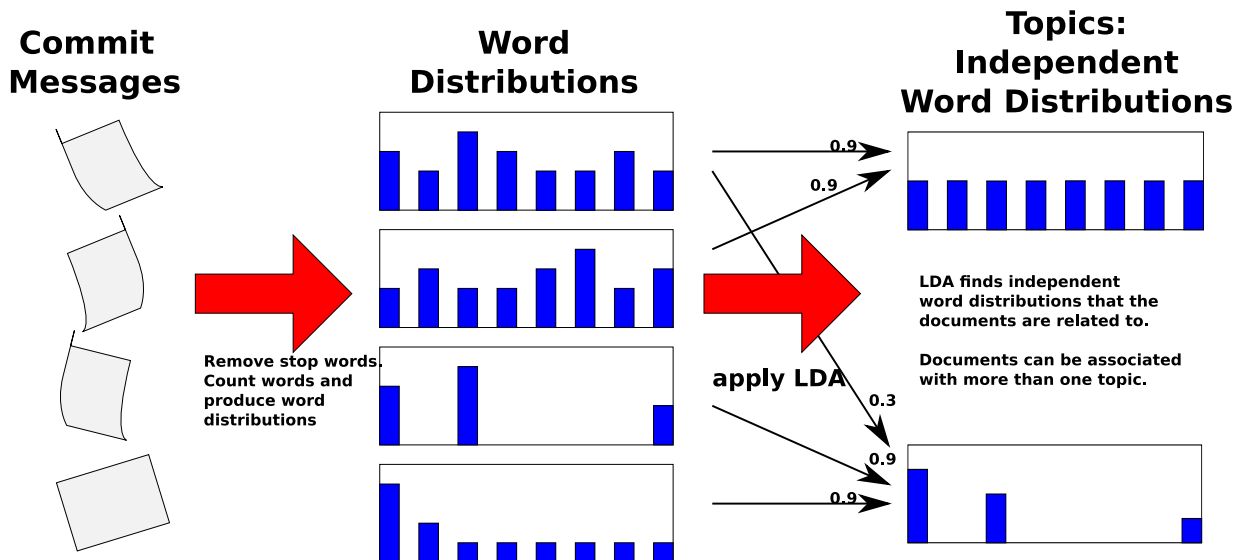 Commit
Messages
Word
Distributions
Topics:
Independent
Word Distributions
Remove stop words.
Count words and
produce word
distributions
apply LDA
0.9
0.9
0.3
0.9
0.9
LDA finds independent
word distributions that the
documents are related to.
Documents can be associated
with more than one topic.